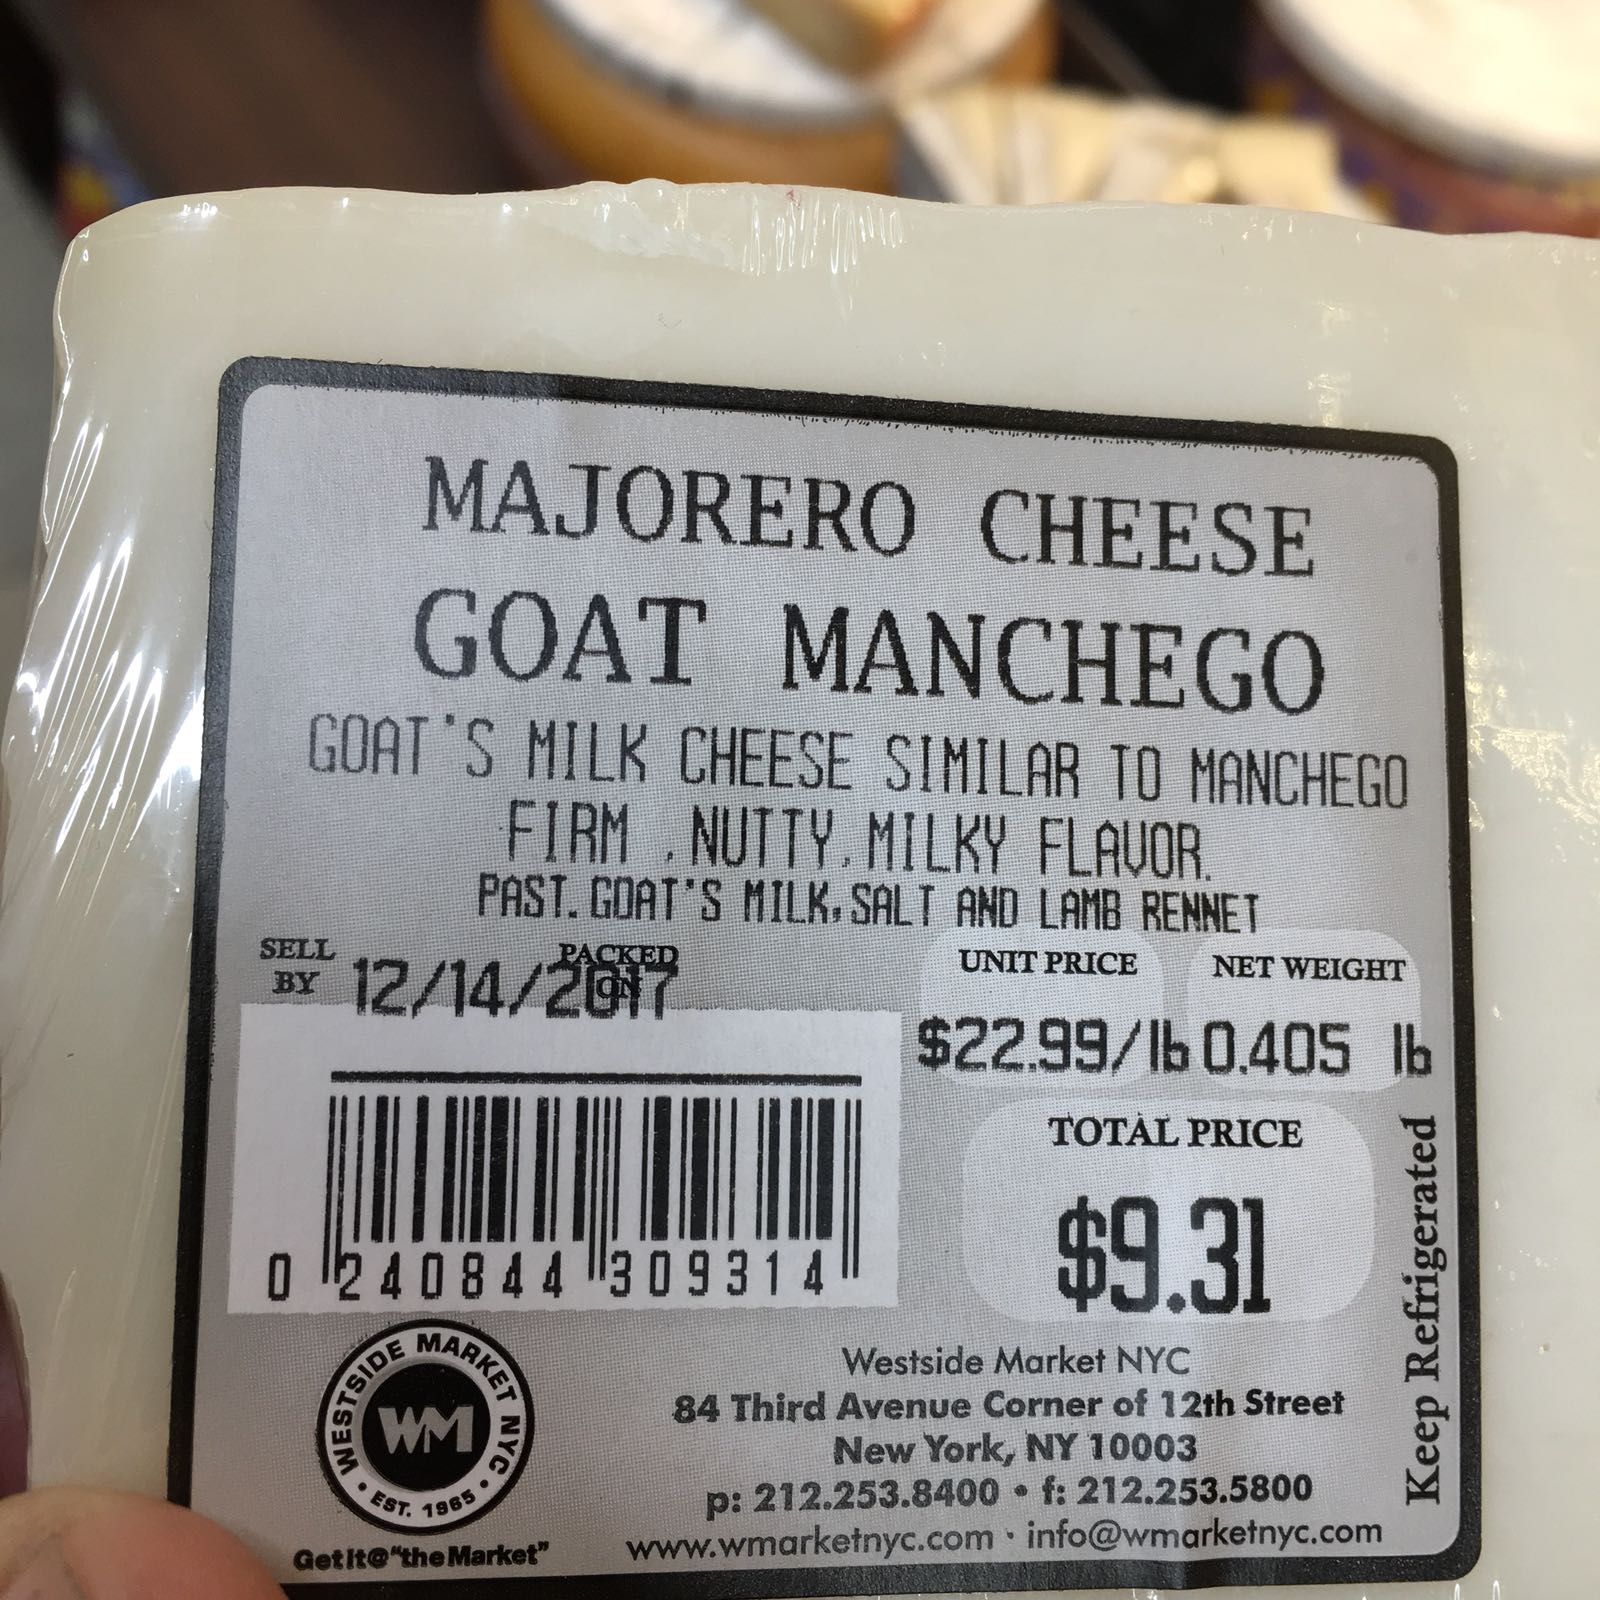 MAJORERO CHEESE
GOAT MANCHEGO
GOAT'S MILK CHEESE SIMILAR TO MANCHEGO
FIRM .NUTTY.MILKY FLAVOR.
PAST.GOAT'S MILK,SALT AND LAMB RENNET
SELL BY 12/14/2017
PACKED ON
UNIT PRICE
$22.99/lb
NET WEIGHT
0.405 lb
TOTAL PRICE
$9.31
Keep Refrigerated
0 240844 309314
WESTSIDE MARKET NYC
WM
EST. 1965
GetIt@"theMarket"
Westside Market NYC
84 Third Avenue Corner of 12th Street
New York, NY 10003
p: 212.253.8400 • f: 212.253.5800
www.wmarketnyc.com · info@wmarketnyc.com